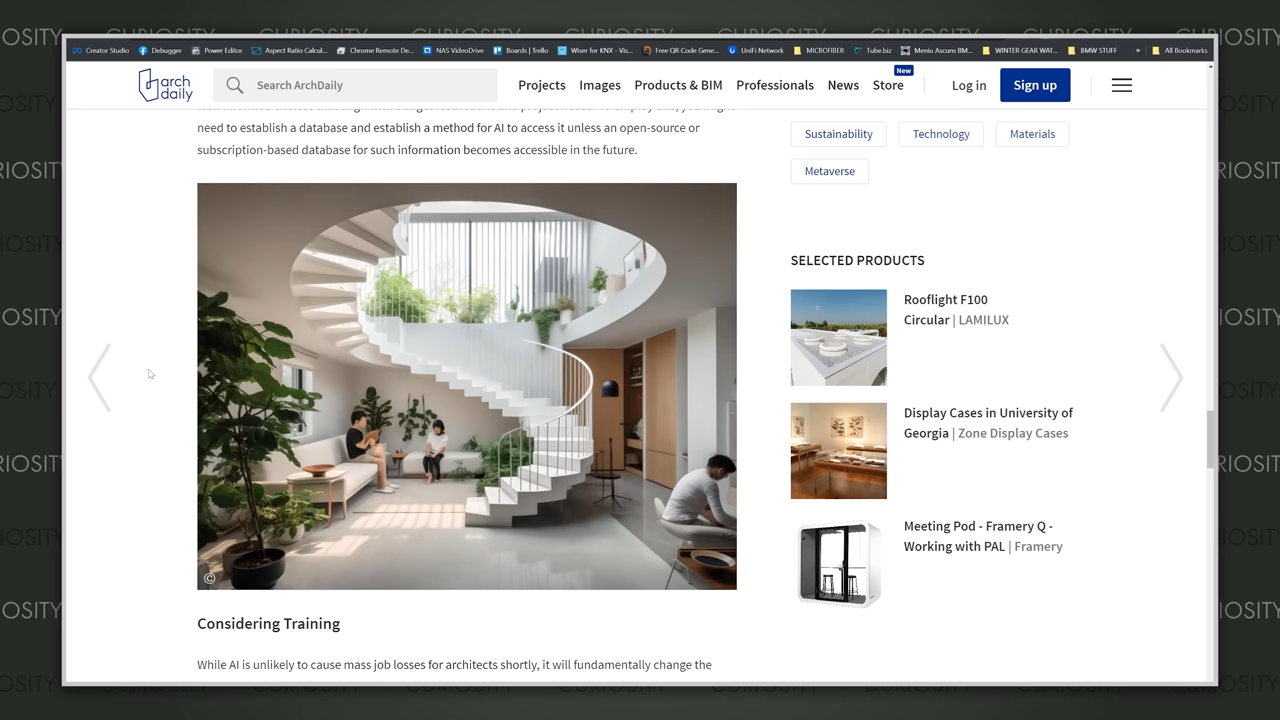 CURIOSITY
Creator Studio
Debugger
Power Editor
Aspect Ratio Calcul...
Chrome Remote De...
NAS VideoDrive
Boards | Trello
Wiser for KNX - Vis...
Free QR Code Gene...
UniFi Network
MICROFIBER
Tube.biz
Meniu Ascuns BM...
WINTER GEAR WAT...
BMW STUFF
»
All Bookmarks
arch
daily
Search ArchDaily
Projects
Images
Products & BIM
Professionals
News
Store
New
Log in
Sign up
need to establish a database and establish a method for AI to access it unless an open-source or
subscription-based database for such information becomes accessible in the future.
©
Considering Training
While AI is unlikely to cause mass job losses for architects shortly, it will fundamentally change the
Sustainability
Technology
Materials
Metaverse
SELECTED PRODUCTS
Rooflight F100
Circular | LAMILUX
Display Cases in University of
Georgia | Zone Display Cases
Meeting Pod - Framery Q -
Working with PAL | Framery